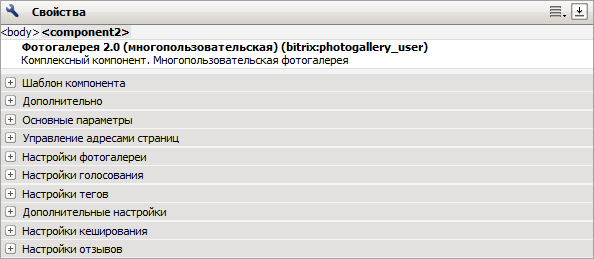 Свойства
<body> <component2>
Фотогалерея 2.0 (многопользовательская) (bitrix:photogallery_user)
Комплексный компонент. Многопользовательская фотогалерея
Шаблон компонента
Дополнительно
Основные параметры
Управление адресами страниц
Настройки фотогалереи
Настройки голосования
Настройки тегов
Дополнительные настройки
Настройки кеширования
Настройки отзывов